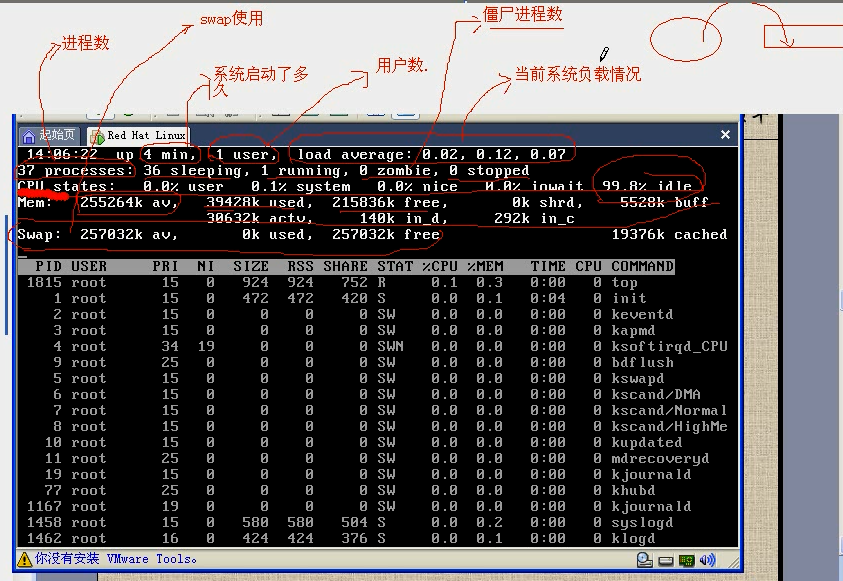 swap使用
僵尸进程数
进程数
系统启动了多
久
用户数.
当前系统负载情况
起始页 Red Hat Linux
14:06:22 up 4 min, 1 user, load average: 0.02, 0.12, 0.07
37 processes: 36 sleeping, 1 running, 0 zombie, 0 stopped
CPU states: 0.0% user 0.1% system 0.0% nice 0.0% iowait 99.8% idle
Mem: 255264k av, 39428k used, 215836k free, 0k shrd, 5528k buff
30632k actv, 140k in_d, 292k in_c
Swap: 257032k av, 0k used, 257032k free 19376k cached
PID USER PRI NI SIZE RSS SHARE STAT %CPU %MEM TIME CPU COMMAND
1815 root 15 0 924 924 752 R 0.1 0.3 0:00 0 top
1 root 15 0 472 472 420 S 0.0 0.1 0:04 0 init
2 root 15 0 0 0 0 SW 0.0 0.0 0:00 0 keventd
3 root 15 0 0 0 0 SW 0.0 0.0 0:00 0 kapmd
4 root 34 19 0 0 0 SWN 0.0 0.0 0:00 0 ksoftirqd_CPU
9 root 25 0 0 0 0 SW 0.0 0.0 0:00 0 bdflush
5 root 15 0 0 0 0 SW 0.0 0.0 0:00 0 kswapd
6 root 15 0 0 0 0 SW 0.0 0.0 0:00 0 kscand/DMA
7 root 15 0 0 0 0 SW 0.0 0.0 0:00 0 kscand/Normal
8 root 15 0 0 0 0 SW 0.0 0.0 0:00 0 kscand/HighMe
10 root 15 0 0 0 0 SW 0.0 0.0 0:00 0 kupdated
11 root 25 0 0 0 0 SW 0.0 0.0 0:00 0 mdrecoveryd
19 root 15 0 0 0 0 SW 0.0 0.0 0:00 0 kjournald
77 root 25 0 0 0 0 SW 0.0 0.0 0:00 0 khubd
1167 root 19 0 0 0 0 SW 0.0 0.0 0:00 0 kjournald
1458 root 15 0 580 580 504 S 0.0 0.2 0:00 0 syslogd
1462 root 16 0 424 424 376 S 0.0 0.1 0:00 0 klogd
你没有安装 VMware Tools。